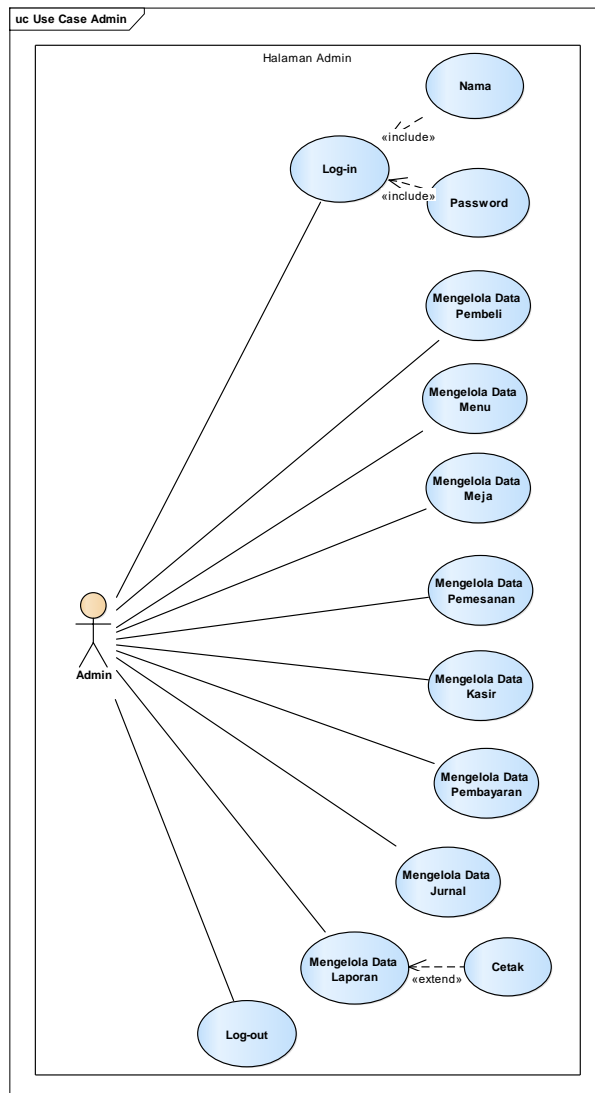 uc Use Case Admin
Halaman Admin
Nama
«include»
Log-in
«include»
Password
Mengelola Data
Pembeli
Mengelola Data
Menu
Mengelola Data
Meja
Mengelola Data
Pemesanan
Admin
Mengelola Data
Kasir
Mengelola Data
Pembayaran
Mengelola Data
Jurnal
Mengelola Data
Laporan
«extend»
Cetak
Log-out